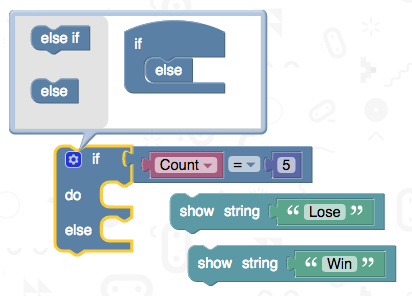 else if
if
else
else
if Count = 5
do
show string “ Lose ”
else
show string “ Win ”